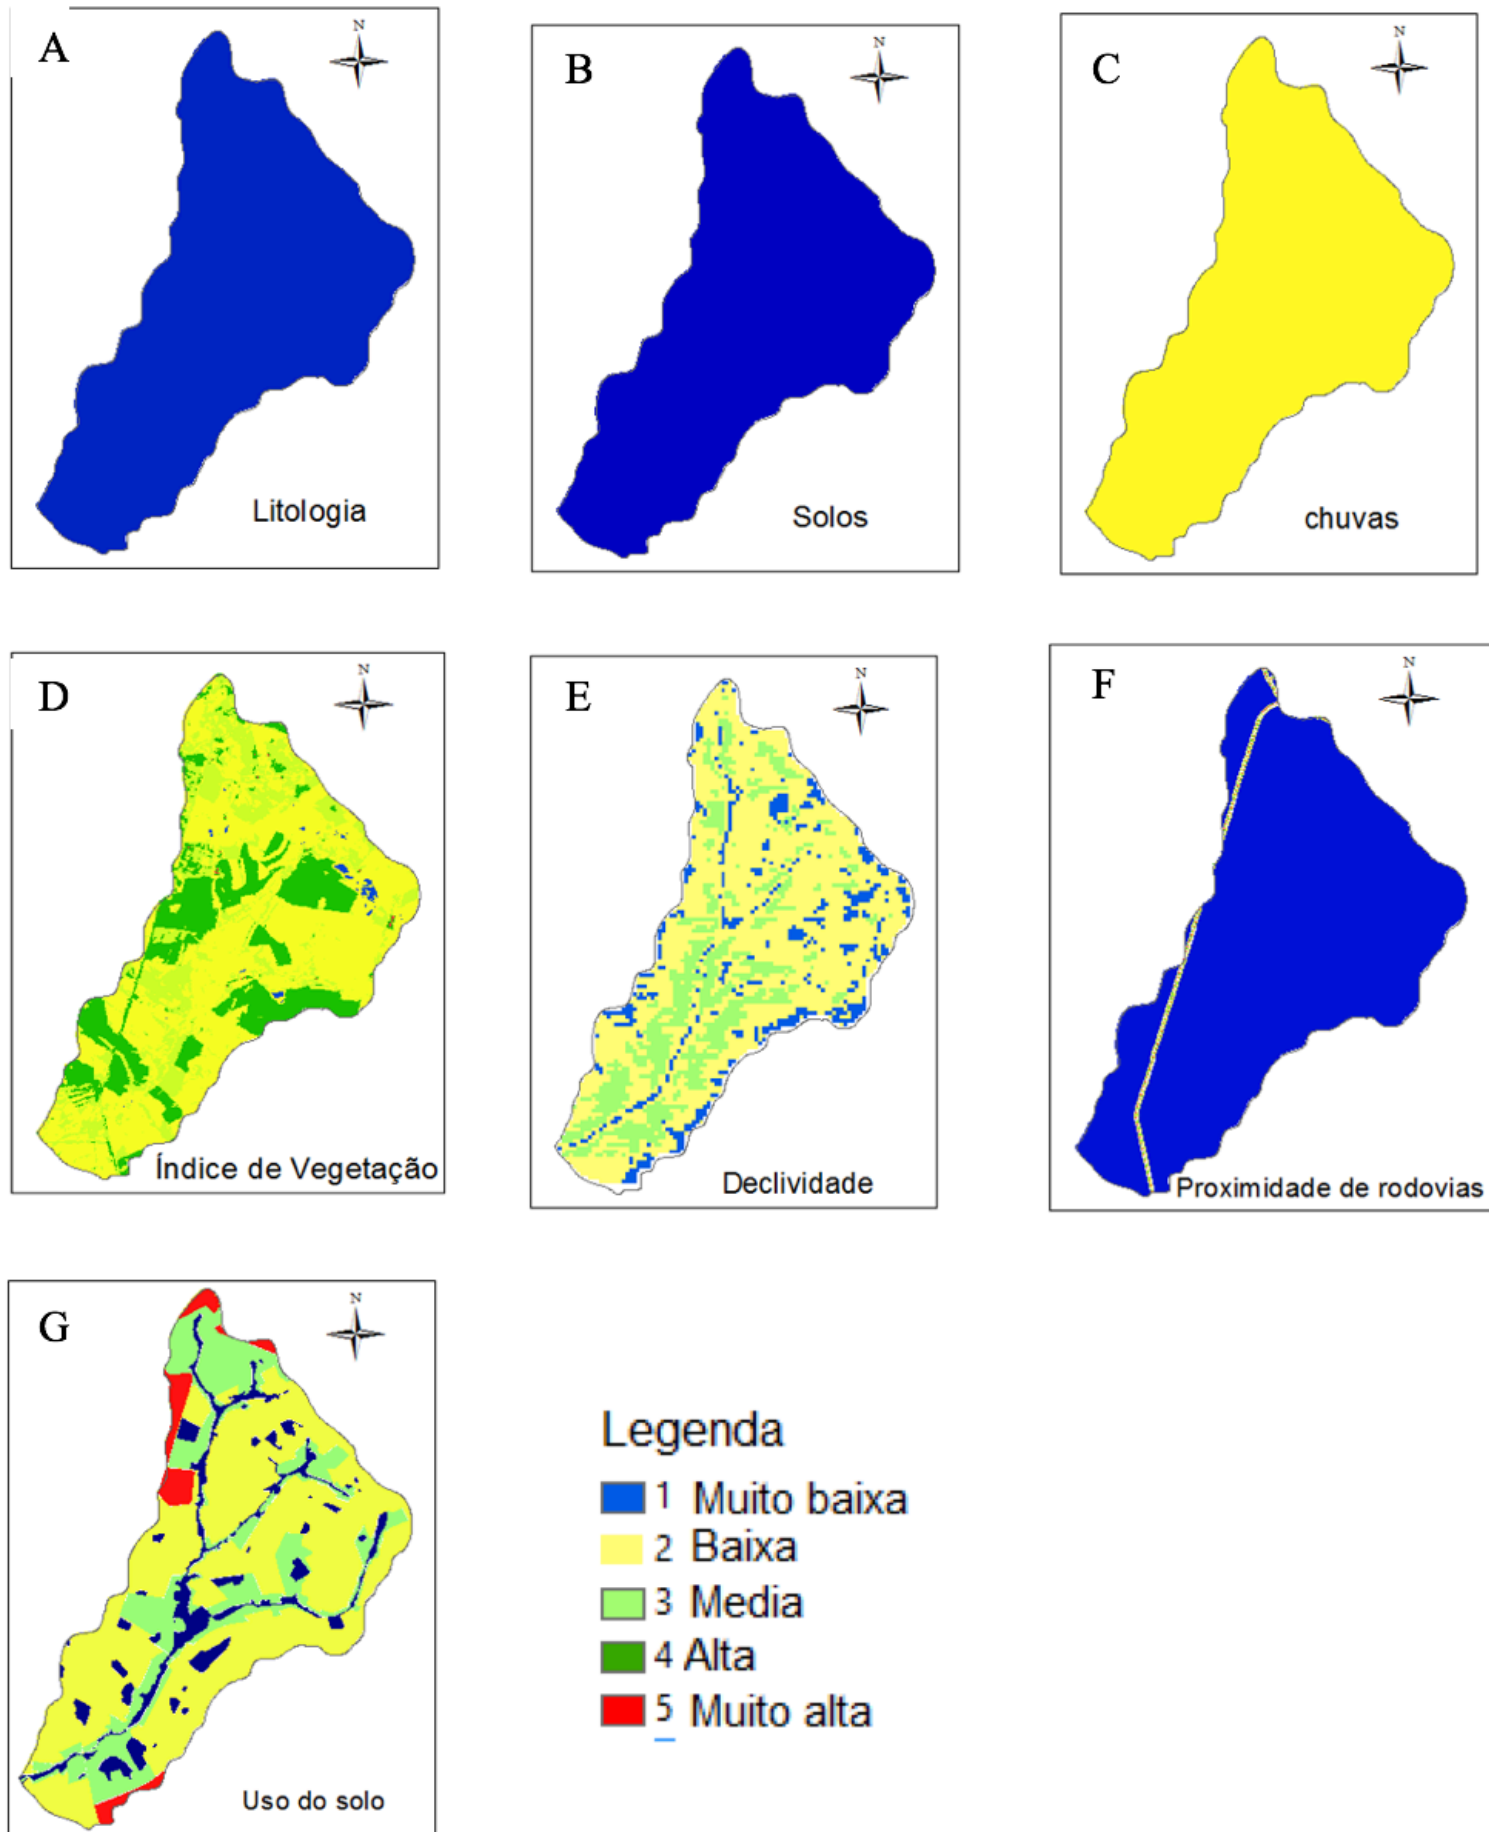 A
N
Litologia
B
N
Solos
C
N
chuvas
D
N
Índice de Vegetação
E
N
Declividade
F
N
Proximidade de rodovias
G
N
Uso do solo
Legenda
1 Muito baixa
2 Baixa
3 Media
4 Alta
5 Muito alta